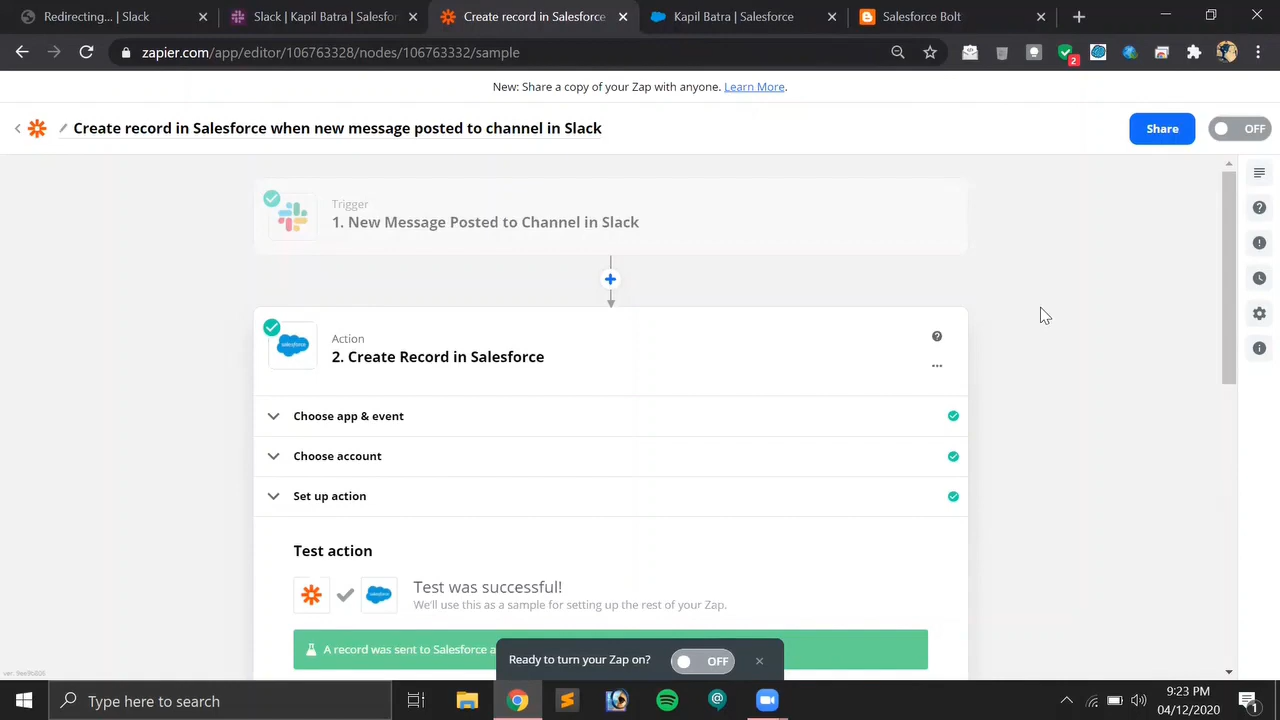 Redirecting... | Slack
Slack | Kapil Batra | Salesfor
Create record in Salesforce
Kapil Batra | Salesforce
Salesforce Bolt
zapier.com/app/editor/106763328/nodes/106763332/sample
2
New: Share a copy of your Zap with anyone. Learn More.
Create record in Salesforce when new message posted to channel in Slack
Share
OFF
Trigger
1. New Message Posted to Channel in Slack
Action
2. Create Record in Salesforce
salesforce
Choose app & event
Choose account
Set up action
Test action
Test was successful!
We'll use this as a sample for setting up the rest of your Zap.
A record was sent to Salesforce a
Ready to turn your Zap on?
OFF
Type here to search
9:23 PM
04/12/2020
1